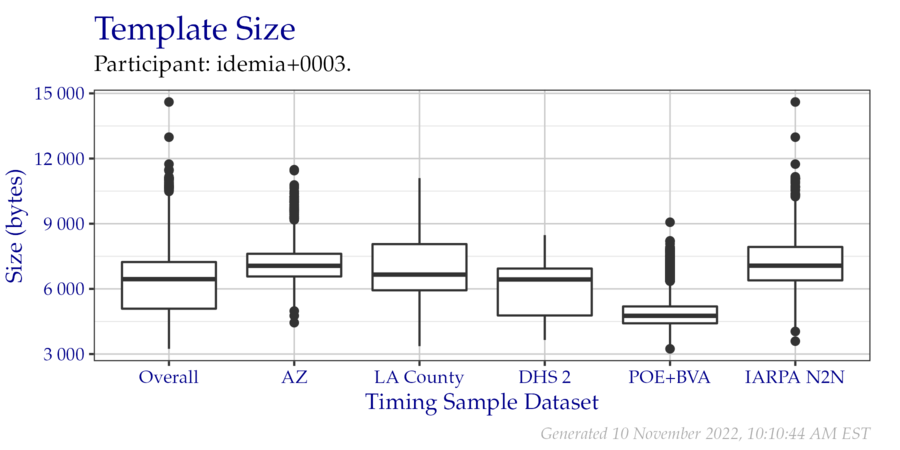 Template Size
Participant: idemia+0003.
Size (bytes)
15 000
12 000
9 000
6 000
3 000
Overall AZ LA County DHS 2 POE+BVA IARPA N2N
Timing Sample Dataset
Generated 10 November 2022, 10:10:44 AM EST